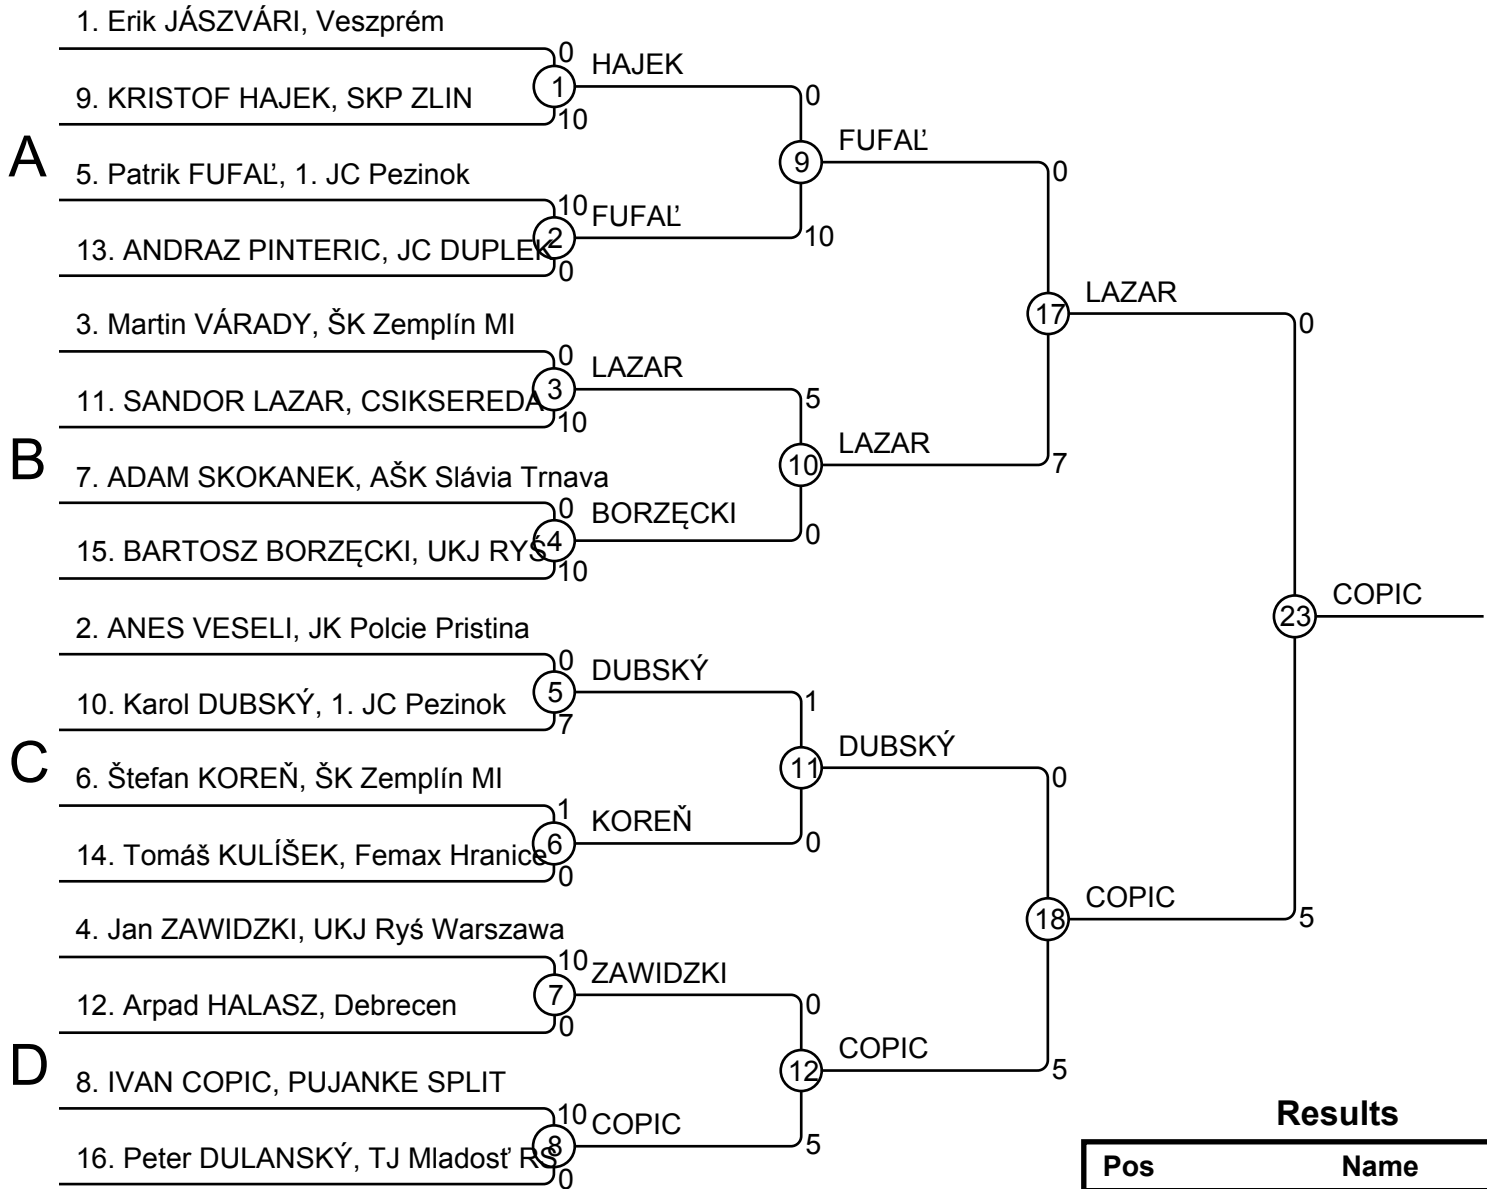 1. Erik JÁSZVÁRI, Veszprém
0
HAJEK
1
9. KRISTOF HAJEK, SKP ZLIN
0
10
A
FUFAĽ
9
5. Patrik FUFAĽ, 1. JC Pezinok
0
10
FUFAĽ
2
10
13. ANDRAZ PINTERIC, JC DUPLEK
0
3. Martin VÁRADY, ŠK Zemplín MI
LAZAR
17
0
0
LAZAR
3
11. SANDOR LAZAR, CSIKSEREDA
5
10
B
LAZAR
10
7
7. ADAM SKOKANEK, AŠK Slávia Trnava
0
BORZĘCKI
4
0
15. BARTOSZ BORZĘCKI, UKJ RYŚ
10
COPIC
23
2. ANES VESELI, JK Polcie Pristina
0
DUBSKÝ
5
10. Karol DUBSKÝ, 1. JC Pezinok
1
7
C
DUBSKÝ
11
6. Štefan KOREŇ, ŠK Zemplín MI
0
1
KOREŇ
6
0
14. Tomáš KULÍŠEK, Femax Hranice
0
COPIC
18
5
4. Jan ZAWIDZKI, UKJ Ryś Warszawa
10
ZAWIDZKI
7
12. Arpad HALASZ, Debrecen
0
0
D
COPIC
12
5
8. IVAN COPIC, PUJANKE SPLIT
10
COPIC
8
5
16. Peter DULANSKÝ, TJ Mladosť RS
0
Results
Pos Name